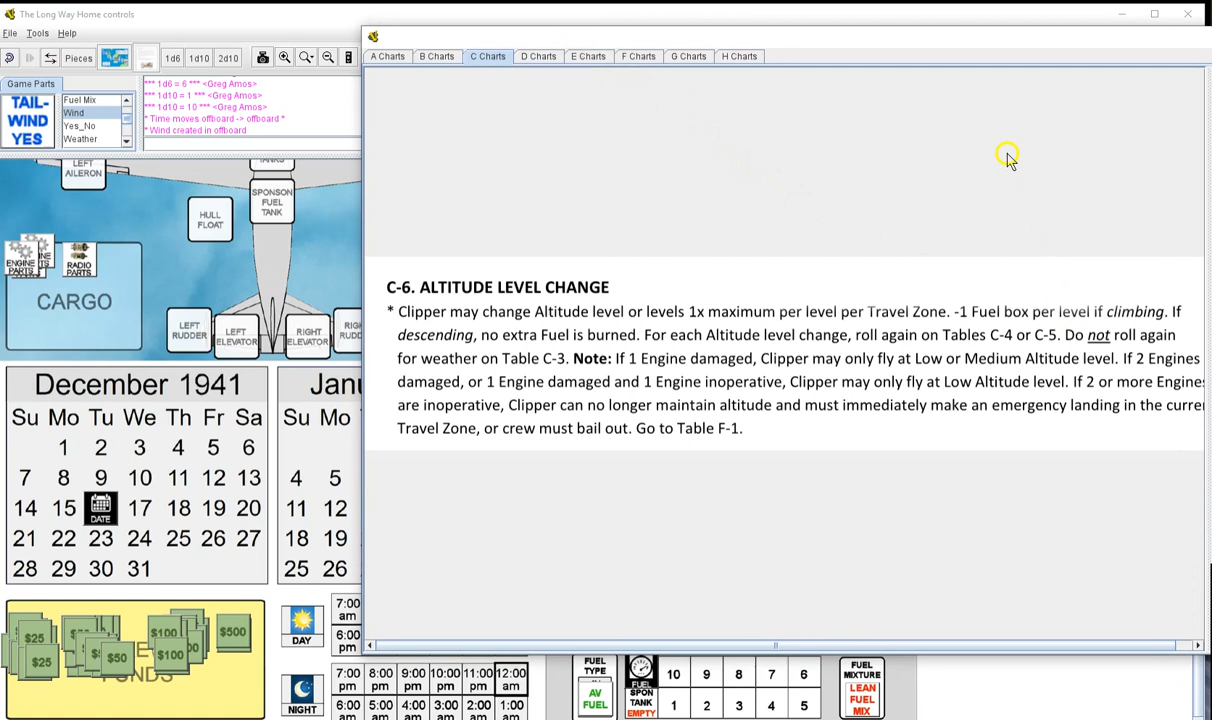 The Long Way Home controls
File Tools Help
Pieces 1d6 1d10 2d10
Game Parts
TAIL-
WIND
YES
Fuel Mix
Wind
Yes_No
Weather
*** 1d6 = 6 *** <Greg Amos>
*** 1d10 = 1 *** <Greg Amos>
*** 1d10 = 10 *** <Greg Amos>
* Time moves offboard -> offboard *
* Wind created in offboard
A Charts B Charts C Charts D Charts E Charts F Charts G Charts H Charts
C-6. ALTITUDE LEVEL CHANGE
* Clipper may change Altitude level or levels 1x maximum per level per Travel Zone. -1 Fuel box per level if climbing. If
descending, no extra Fuel is burned. For each Altitude level change, roll again on Tables C-4 or C-5. Do not roll again
for weather on Table C-3. Note: If 1 Engine damaged, Clipper may only fly at Low or Medium Altitude level. If 2 Engines
damaged, or 1 Engine damaged and 1 Engine inoperative, Clipper may only fly at Low Altitude level. If 2 or more Engines
are inoperative, Clipper can no longer maintain altitude and must immediately make an emergency landing in the curre
Travel Zone, or crew must bail out. Go to Table F-1.
LEFT
AILERON
TANKS
SPONSON
FUEL
TANK
HULL
FLOAT
ENGINE
PARTS
RADIO
PARTS
CARGO
LEFT
RUDDER
LEFT
ELEVATOR
RIGHT
ELEVATOR
December 1941
Su Mo Tu We Th Fr Sa
1 2 3 4 5 6
7 8 9 10 11 12 13
14 15 DATE 17 18 19 20
21 22 23 24 25 26 27
28 29 30 31
Janu
Su Mo T
4 5
11 12
18 19
25 26
$25
$25
$50
$100
$100
$500
DAY
7:00
am
6:00
pm
NIGHT
7:00 8:00 9:00 10:00 11:00 12:00
pm pm pm pm pm am
6:00 5:00 4:00 3:00 2:00 1:00
am am am am am am
FUEL
TYPE
AV
FUEL
FUEL
SPON
TANK
EMPTY
10 9 8 7 6
1 2 3 4 5
FUEL
MIXTURE
LEAN
FUEL
MIX